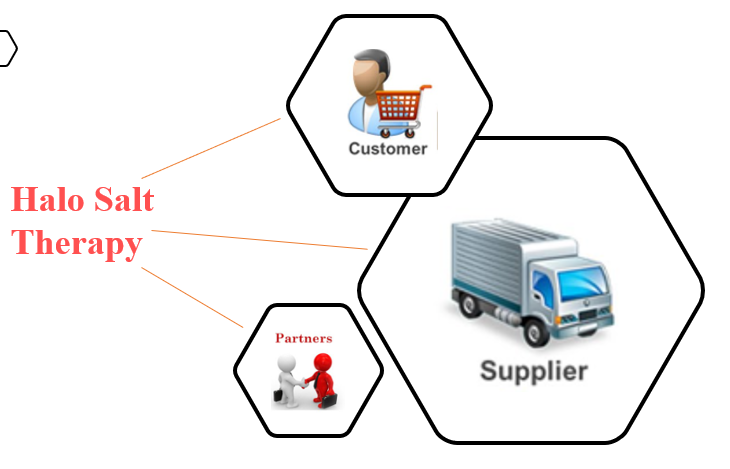 Customer
Halo Salt
Therapy
Partners
Supplier